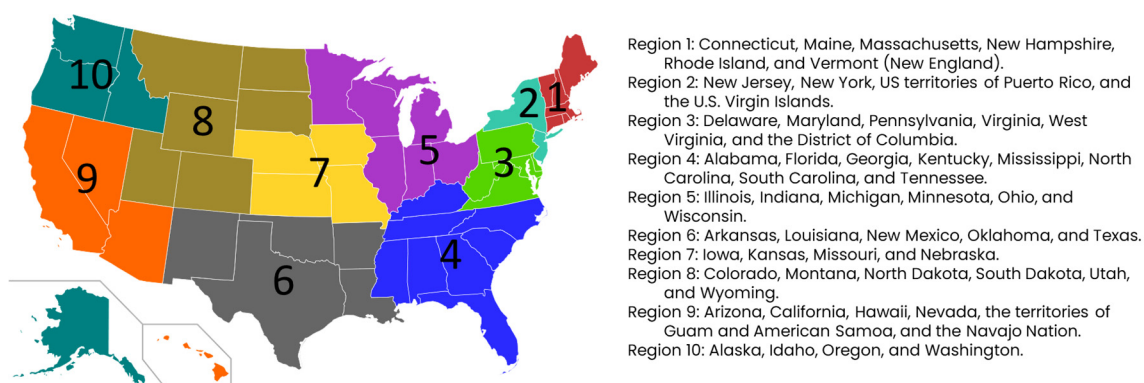 10
8
9
7
6
5
4
3
2
1
Region 1: Connecticut, Maine, Massachusetts, New Hampshire,
Rhode Island, and Vermont (New England).
Region 2: New Jersey, New York, US territories of Puerto Rico, and
the U.S. Virgin Islands.
Region 3: Delaware, Maryland, Pennsylvania, Virginia, West
Virginia, and the District of Columbia.
Region 4: Alabama, Florida, Georgia, Kentucky, Mississippi, North
Carolina, South Carolina, and Tennessee.
Region 5: Illinois, Indiana, Michigan, Minnesota, Ohio, and
Wisconsin.
Region 6: Arkansas, Louisiana, New Mexico, Oklahoma, and Texas.
Region 7: Iowa, Kansas, Missouri, and Nebraska.
Region 8: Colorado, Montana, North Dakota, South Dakota, Utah,
and Wyoming.
Region 9: Arizona, California, Hawaii, Nevada, the territories of
Guam and American Samoa, and the Navajo Nation.
Region 10: Alaska, Idaho, Oregon, and Washington.